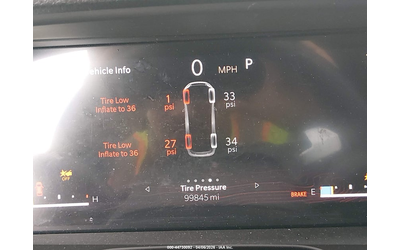 0 MPH P
Vehicle Info
Tire Low
Inflate to 36
1
psi
33
psi
Tire Low
Inflate to 36
27
psi
34
psi
Tire Pressure
99845 mi
H
BRAKE
E